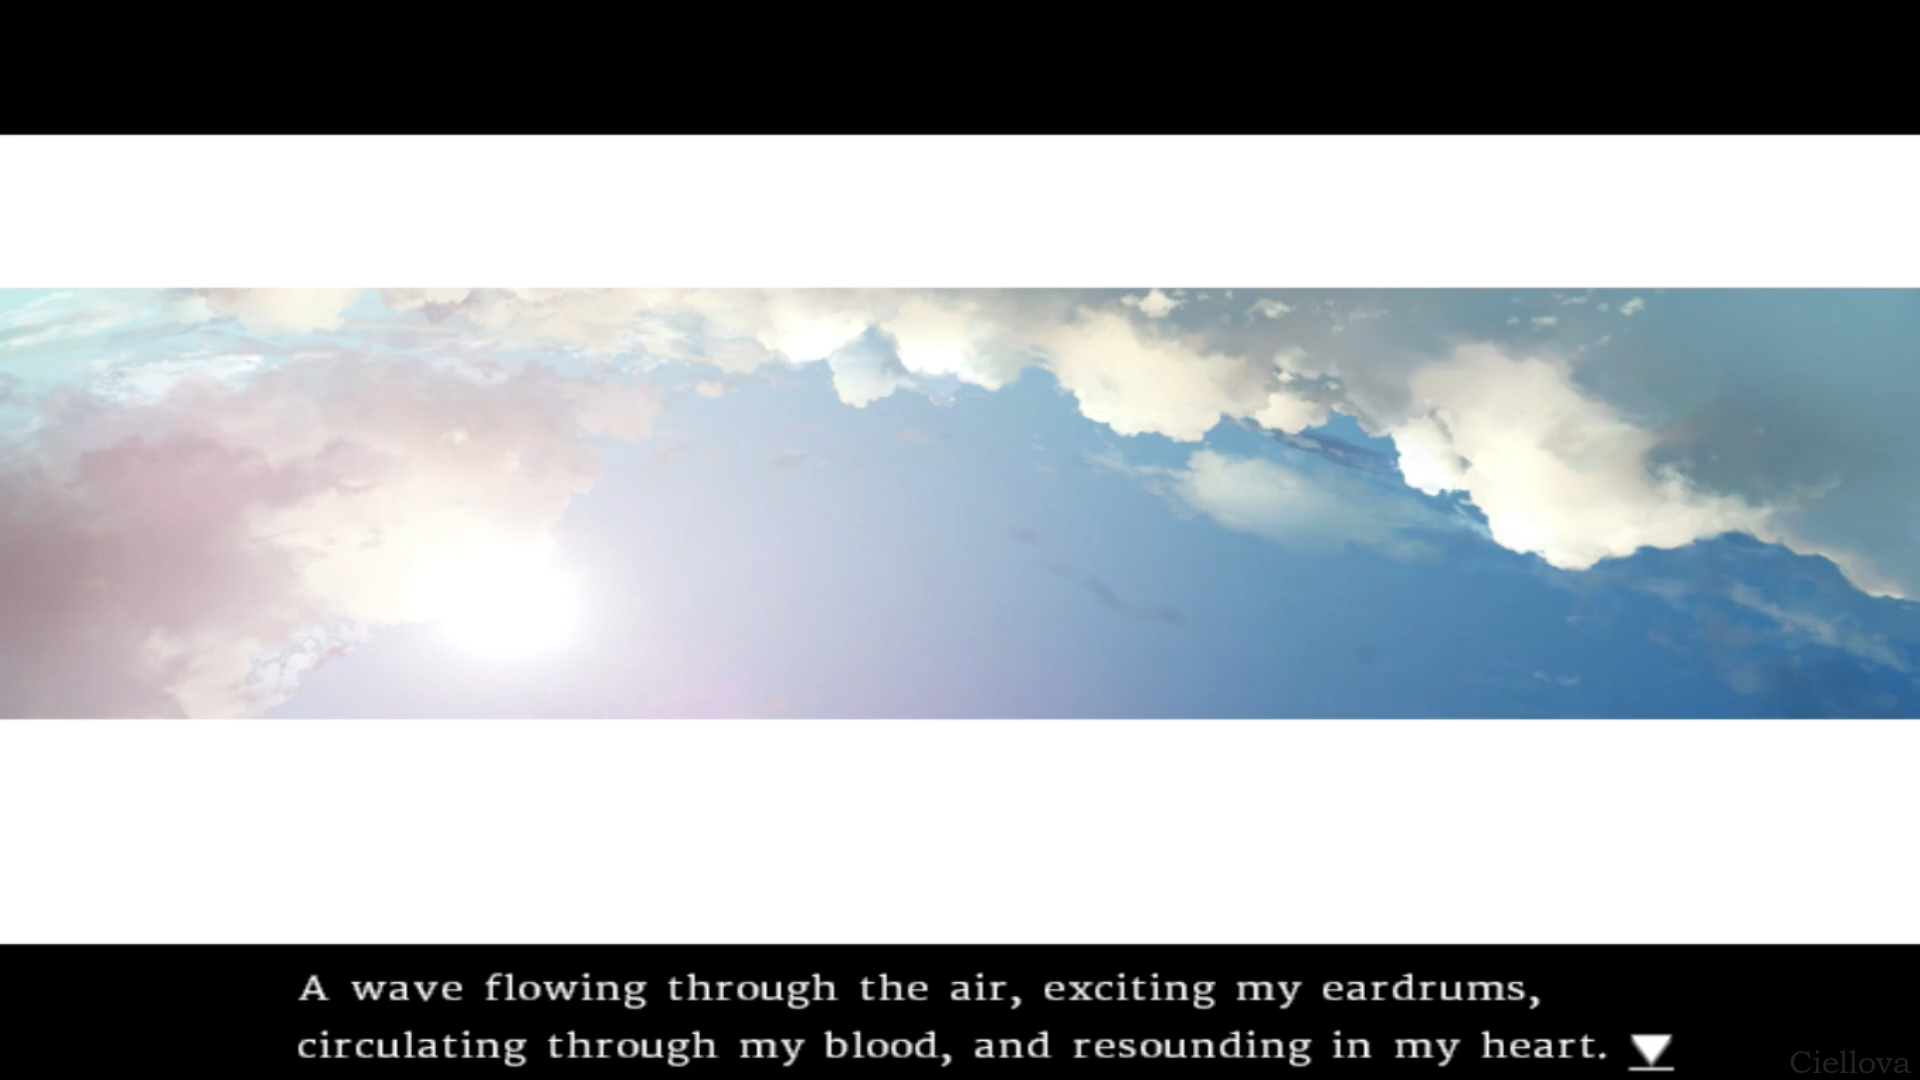 A wave flowing through the air, exciting my eardrums,
circulating through my blood, and resounding in my heart.
Ciellova